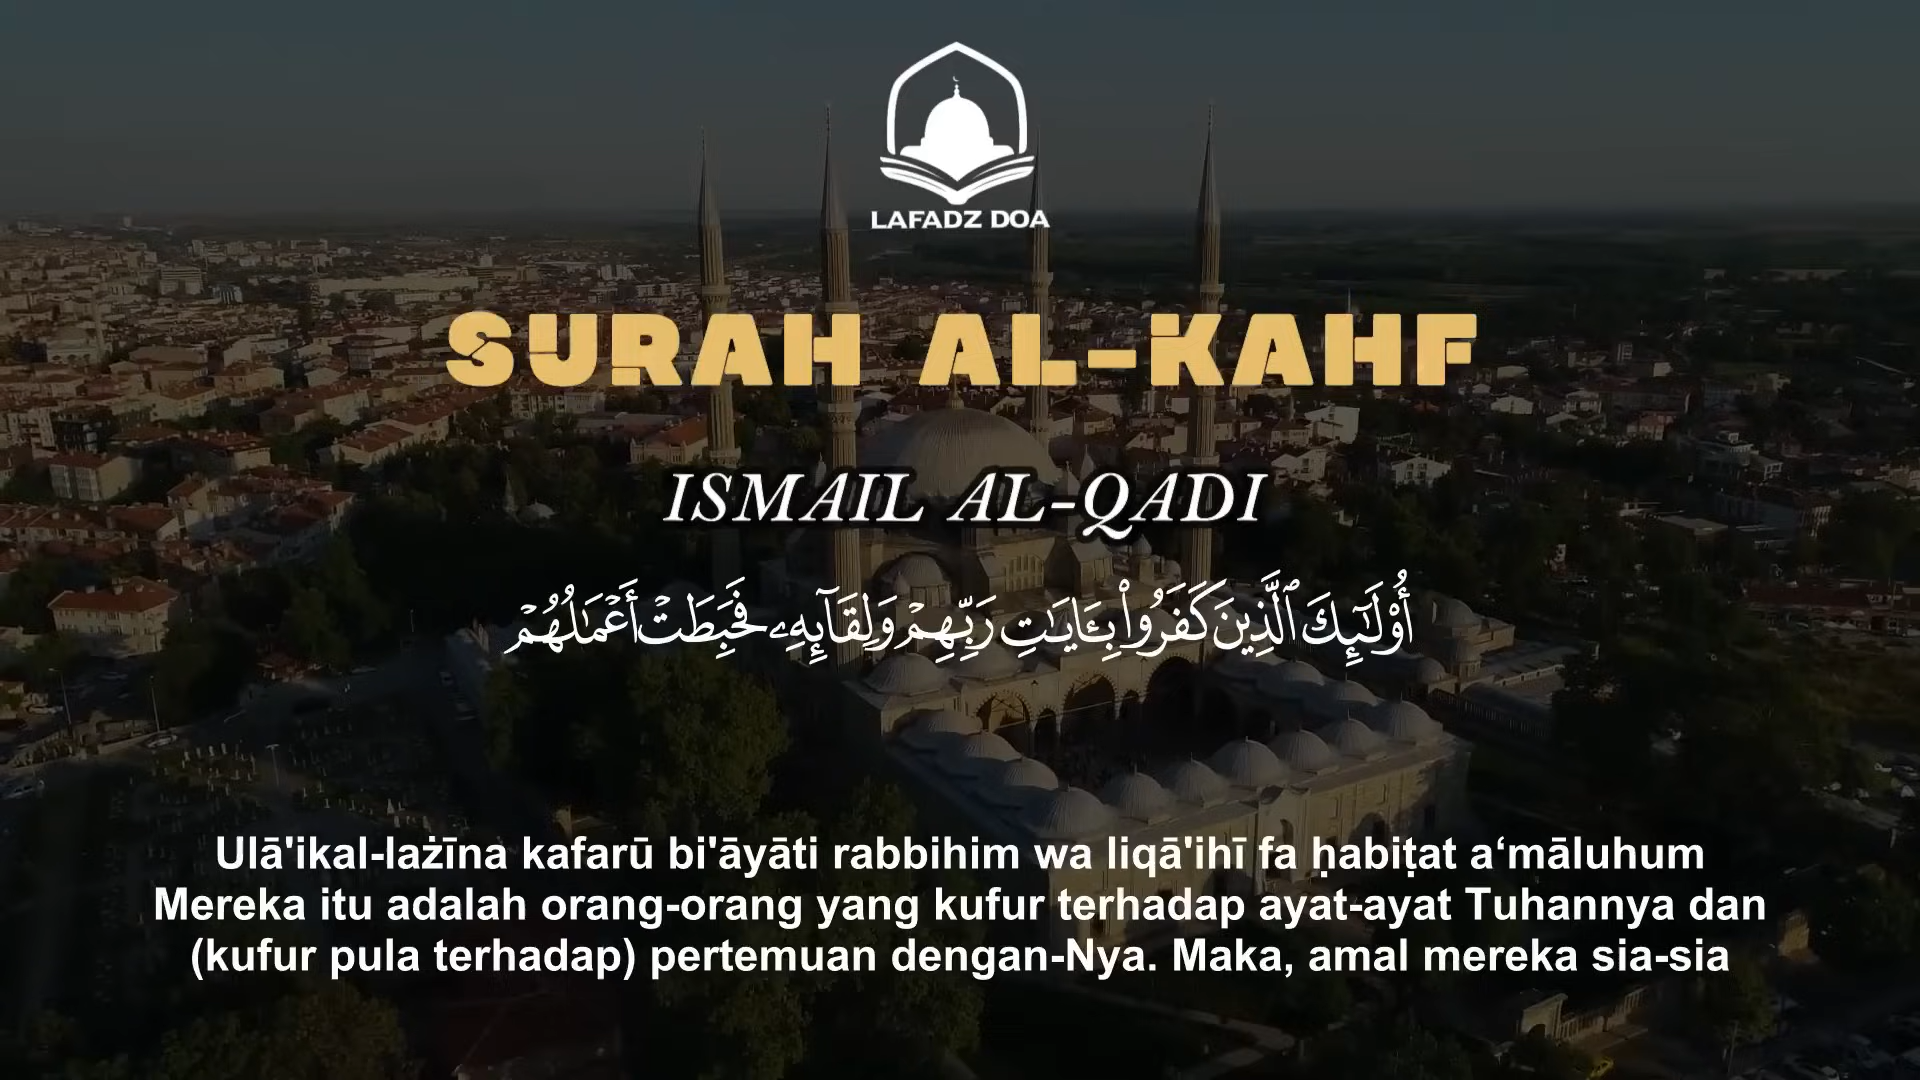 LAFADZ DOA
SURAH AL-KAHF
ISMAIL AL-QADI
أُو۟لَـٰٓئِكَ ٱلَّذِينَ كَفَرُوا۟ بِـَٔايَـٰتِ رَبِّهِمْ وَلِقَآئِهِۦ فَحَبِطَتْ أَعْمَـٰلُهُمْ
Ulā'ikal-lażīna kafarū bi'āyāti rabbihim wa liqā'ihī fa ḥabiṭat a‘māluhum
Mereka itu adalah orang-orang yang kufur terhadap ayat-ayat Tuhannya dan
(kufur pula terhadap) pertemuan dengan-Nya. Maka, amal mereka sia-sia